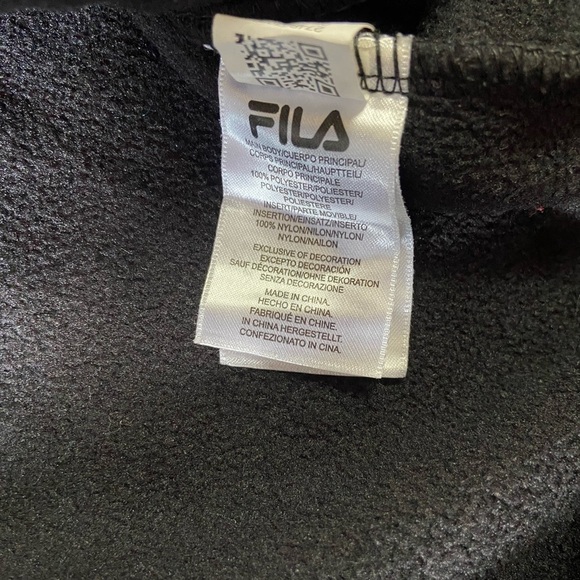 FILA
MAIN BODY/CUERPO PRINCIPAL/
CORPS PRINCIPAL/HAUPTTEIL/
CORPO PRINCIPALE
100% POLYESTER/POLIESTER/
POLYESTER/POLYESTER/
POLIESTERE
INSERT/PARTE MOVIBLE/
INSERTION/EINSATZ/INSERTO
100% NYLON/NILON/NYLON/
NYLON/NAILON
EXCLUSIVE OF DECORATION
EXCEPTO DECORACIÓN
SAUF DÉCORATION/OHNE DEKORATION
SENZA DECORAZIONE
MADE IN CHINA.
HECHO EN CHINA.
FABRIQUÉ EN CHINE.
IN CHINA HERGESTELLT.
CONFEZIONATO IN CINA.